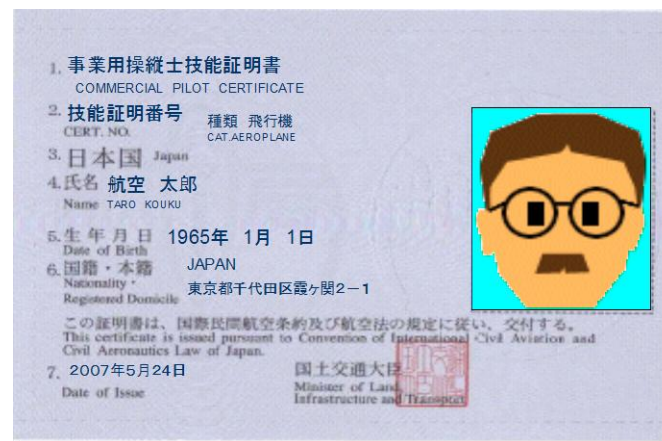 1. 事業用操縦士技能証明書
COMMERCIAL PILOT CERTIFICATE
2. 技能証明番号 種類 飛行機
CERT. NO. CAT.AEROPLANE
3. 日本国 Japan
4. 氏名 航空 太郎
Name TARO KOUKU
5. 生年月日 1965年 1月 1日
Date of Birth
6. 国籍・本籍 JAPAN
Nationality・
Registered Domicile 東京都千代田区霞ヶ関2－1
この証明書は、国際民間航空条約及び航空法の規定に従い、交付する。
This certificate is issued pursuant to Convention of International Civil Aviation and
Civil Aeronautics Law of Japan.
7. 2007年5月24日 国土交通大臣
Date of Issue Minister of Land,
Infrastructure and Transport